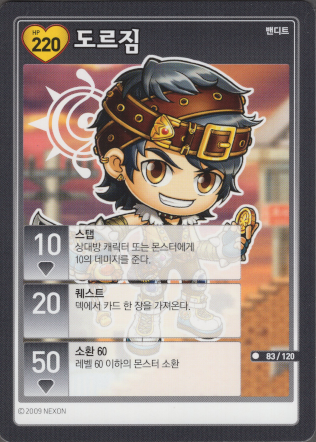 HP
220
도르짐
밴디트
10
스탭
상대방 캐릭터 또는 몬스터에게
10의 데미지를 준다.
20
퀘스트
덱에서 카드 한 장을 가져온다.
50
소환 60
레벨 60 이하의 몬스터 소환
83 / 120
© 2009 NEXON